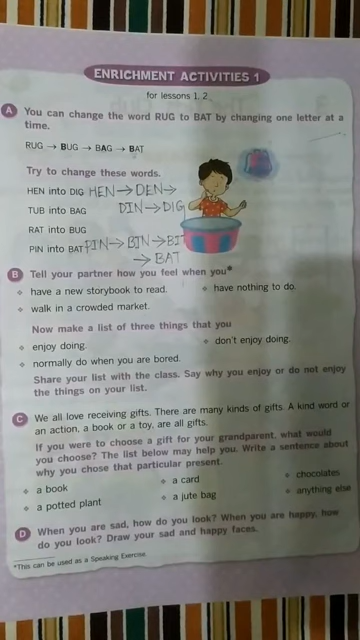 ENRICHMENT ACTIVITIES 1
for lessons 1, 2
A You can change the word RUG to BAT by changing one letter at a
time.
RUG → BUG → BAG → BAT
Try to change these words.
HEN into DIG HEN→DEN→
DIN→DIG
TUB into BAG
RAT into BUG
PIN into BAT PIN→BIN→BIT
→BAT
B Tell your partner how you feel when you*
❖ have a new storybook to read. ❖ have nothing to do.
❖ walk in a crowded market.
Now make a list of three things that you
❖ enjoy doing. ❖ don't enjoy doing.
❖ normally do when you are bored.
Share your list with the class. Say why you enjoy or do not enjoy
the things on your list.
C We all love receiving gifts. There are many kinds of gifts. A kind word or
an action, a book or a toy, are all gifts.
If you were to choose a gift for your grandparent, what would
you choose? The list below may help you. Write a sentence about
why you chose that particular present.
❖ a book ❖ a card ❖ chocolates
❖ a potted plant ❖ a jute bag ❖ anything else
D When you are sad, how do you look? When you are happy, how
do you look? Draw your sad and happy faces.
*This can be used as a Speaking Exercise.